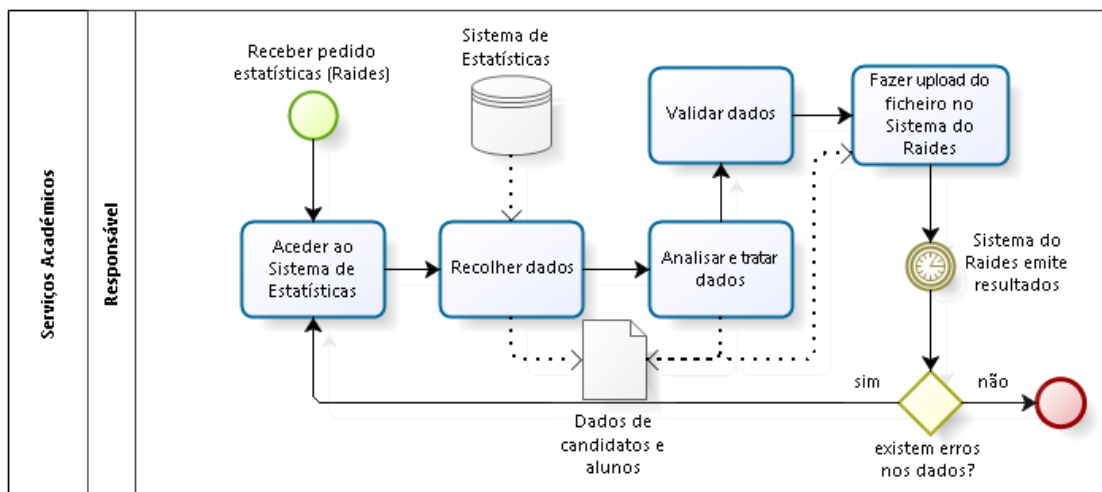 Serviços Académicos
Responsável
Receber pedido
estatísticas (Raides)
Sistema de
Estatísticas
Validar dados
Fazer upload do
ficheiro no
Sistema do
Raides
Aceder ao
Sistema de
Estatísticas
Recolher dados
Analisar e tratar
dados
Sistema do
Raides emite
resultados
sim
não
Dados de
candidatos e
alunos
existem erros
nos dados?